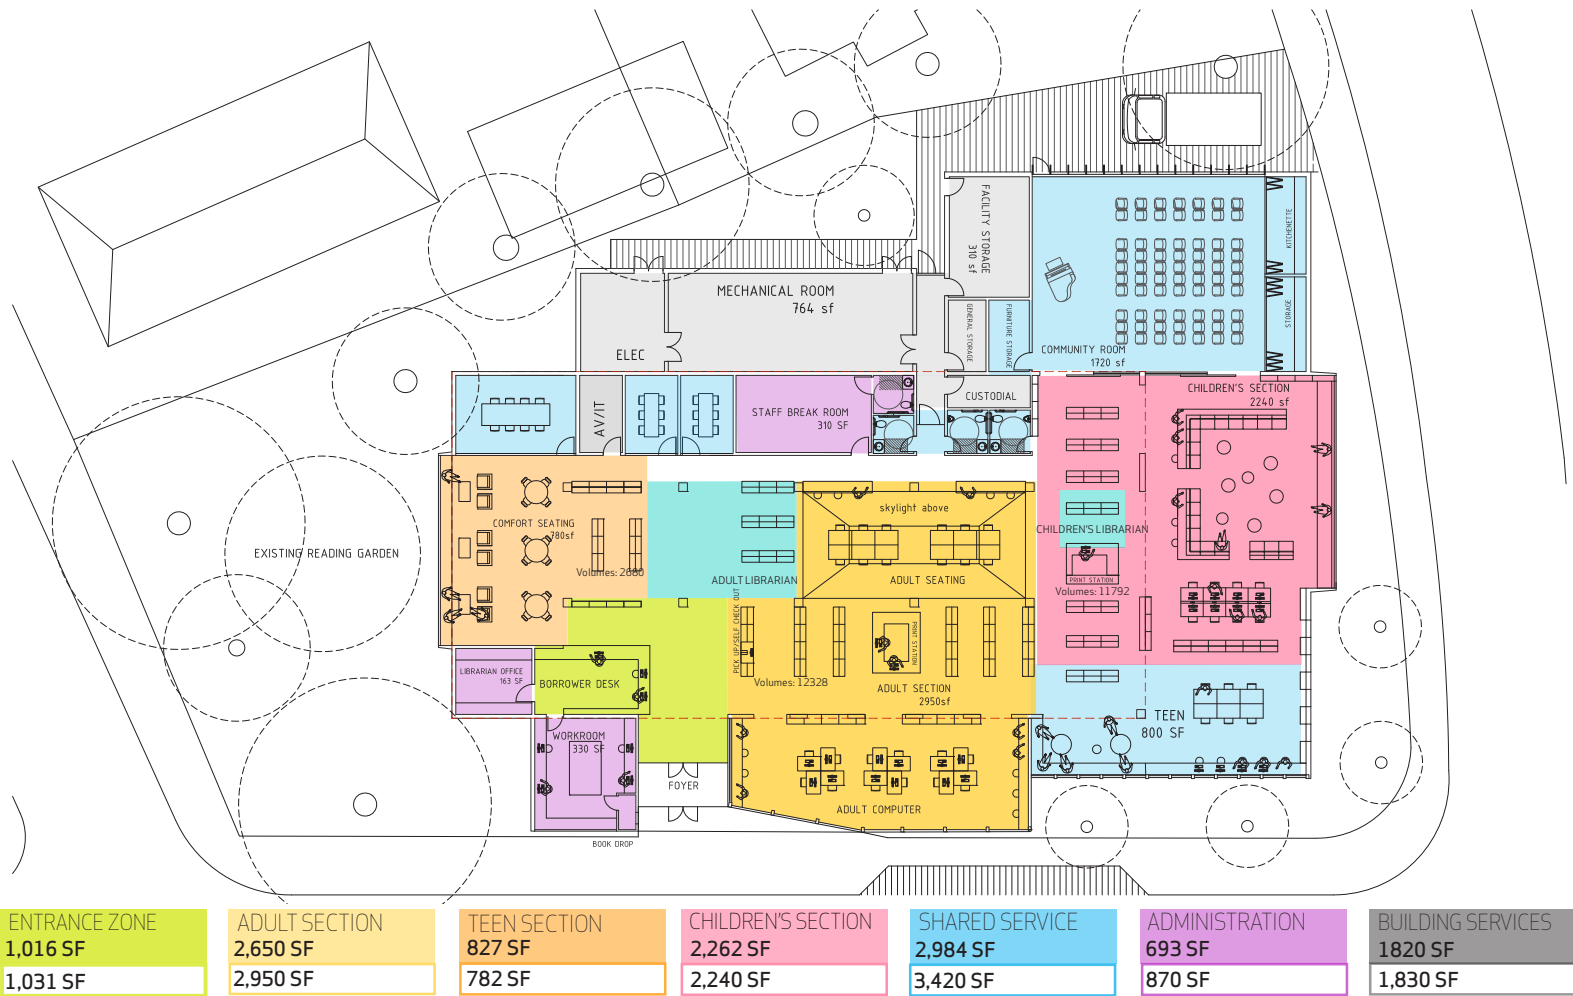 FACILITY STORAGE
310 sf
KITCHENETTE
MECHANICAL ROOM
764 sf
GENERAL STORAGE
FURNITURE STORAGE
STORAGE
ELEC
COMMUNITY ROOM
1720 sf
CHILDREN'S SECTION
2240 sf
AV/IT
STAFF BREAK ROOM
310 SF
CUSTODIAL
skylight above
COMFORT SEATING
780sf
CHILDREN'S LIBRARIAN
EXISTING READING GARDEN
Volumes: 2680
ADULT LIBRARIAN
ADULT SEATING
PRINT STATION
Volumes: 11792
PICK UP/SELF CHECK OUT
PRINT STATION
LIBRARIAN OFFICE
163 SF
BORROWER DESK
Volumes: 12328
ADULT SECTION
2950sf
TEEN
800 SF
WORKROOM
330 SF
FOYER
ADULT COMPUTER
BOOK DROP
ENTRANCE ZONE
1,016 SF
1,031 SF
ADULT SECTION
2,650 SF
2,950 SF
TEEN SECTION
827 SF
782 SF
CHILDREN'S SECTION
2,262 SF
2,240 SF
SHARED SERVICE
2,984 SF
3,420 SF
ADMINISTRATION
693 SF
870 SF
BUILDING SERVICES
1820 SF
1,830 SF